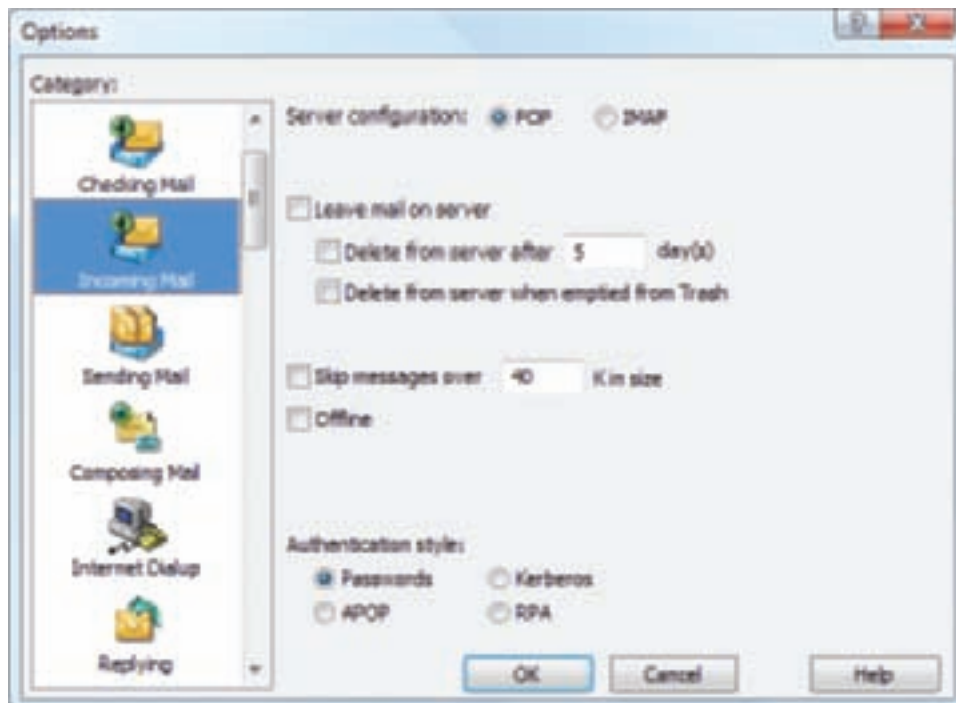 Options
Category:
Checking Mail
Incoming Mail
Sending Mail
Composing Mail
Internet Dialup
Replying
Server configuration: POP IMAP
Leave mail on server
Delete from server after 5 day(s)
Delete from server when emptied from Trash
Skip messages over 40 K in size
Offline
Authentication style:
Passwords Kerberos
APOP RPA
OK Cancel Help